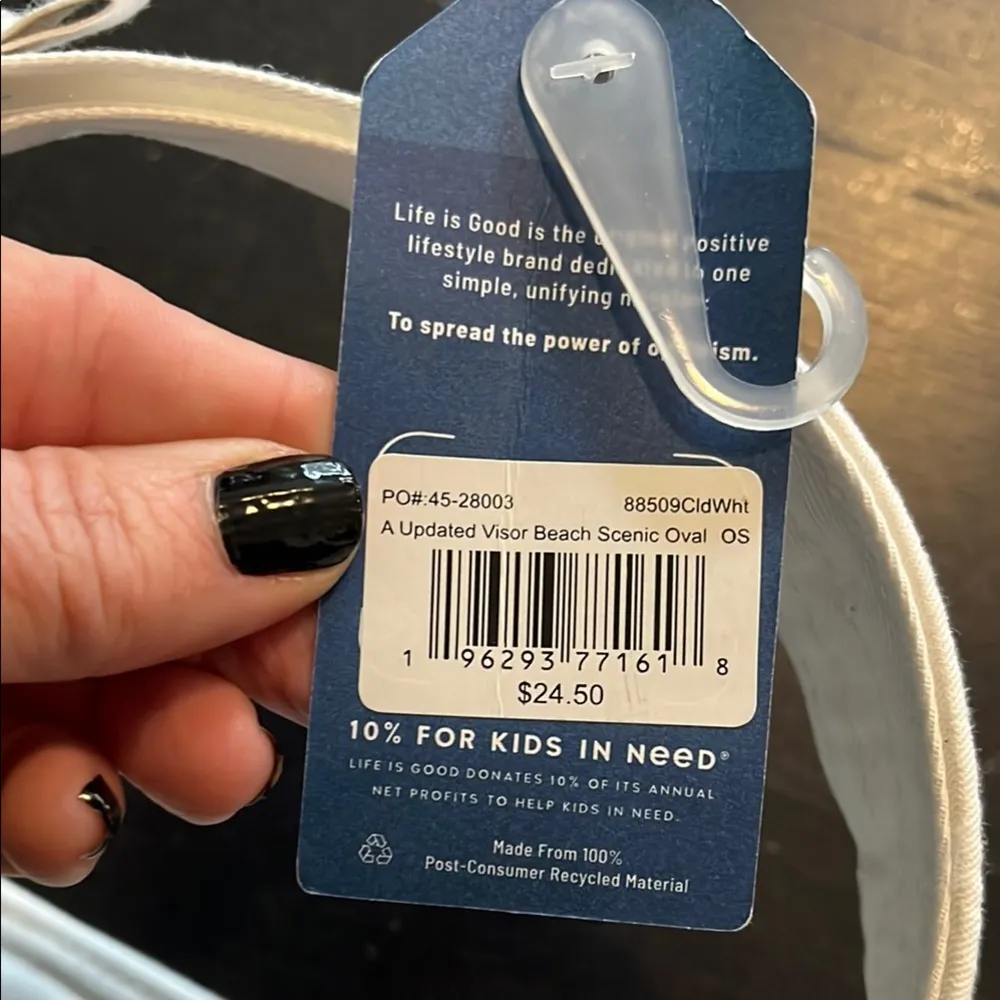 Life is Good is the
lifestyle brand one
simple, unifying
To spread the power of
PO#:45-28003 88509CldWht
A Updated Visor Beach Scenic Oval OS
1 96293 77161 8
$24.50
10% FOR KIDS IN NeeD®
LIFE IS GOOD DONATES 10% OF ITS ANNUAL
NET PROFITS TO HELP KIDS IN NEED.
Made From 100%
Post-Consumer Recycled Material